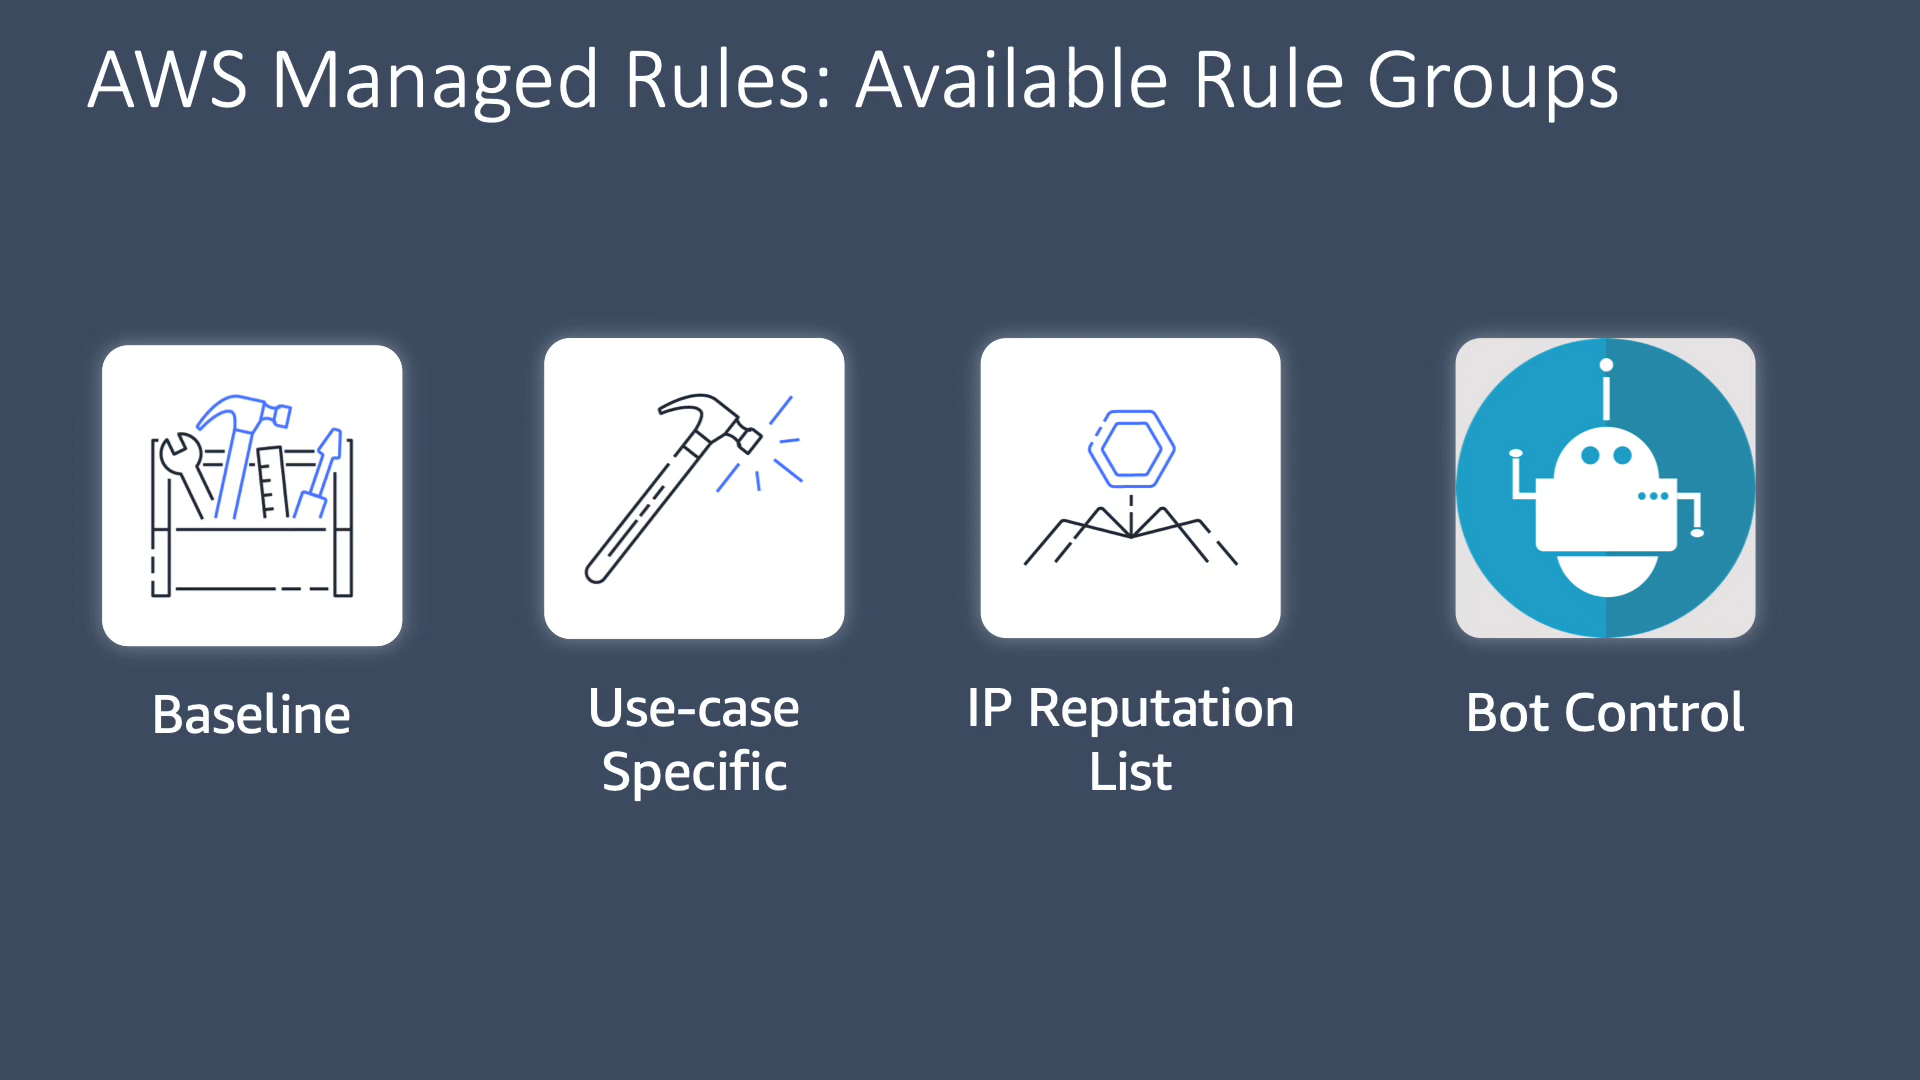 AWS Managed Rules: Available Rule Groups
Baseline
Use-case
Specific
IP Reputation
List
Bot Control